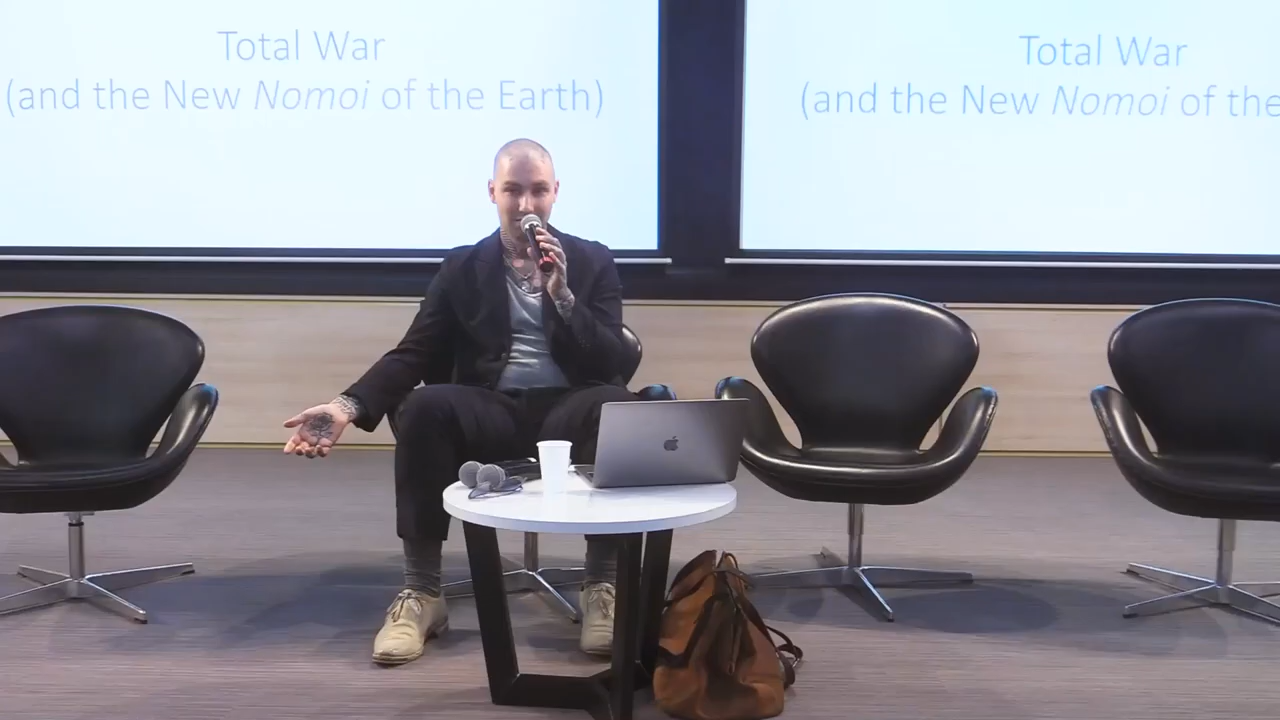 Total War
(and the New Nomoi of the Earth)
Total War
(and the New Nomoi of the